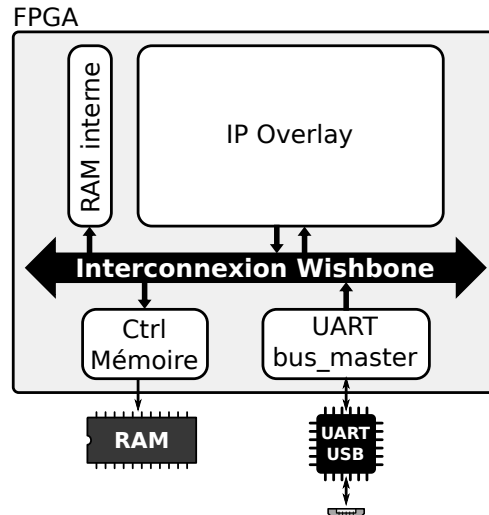 FPGA
RAM interne
IP Overlay
Interconnexion Wishbone
Ctrl
Mémoire
UART
bus_master
RAM
UART
USB